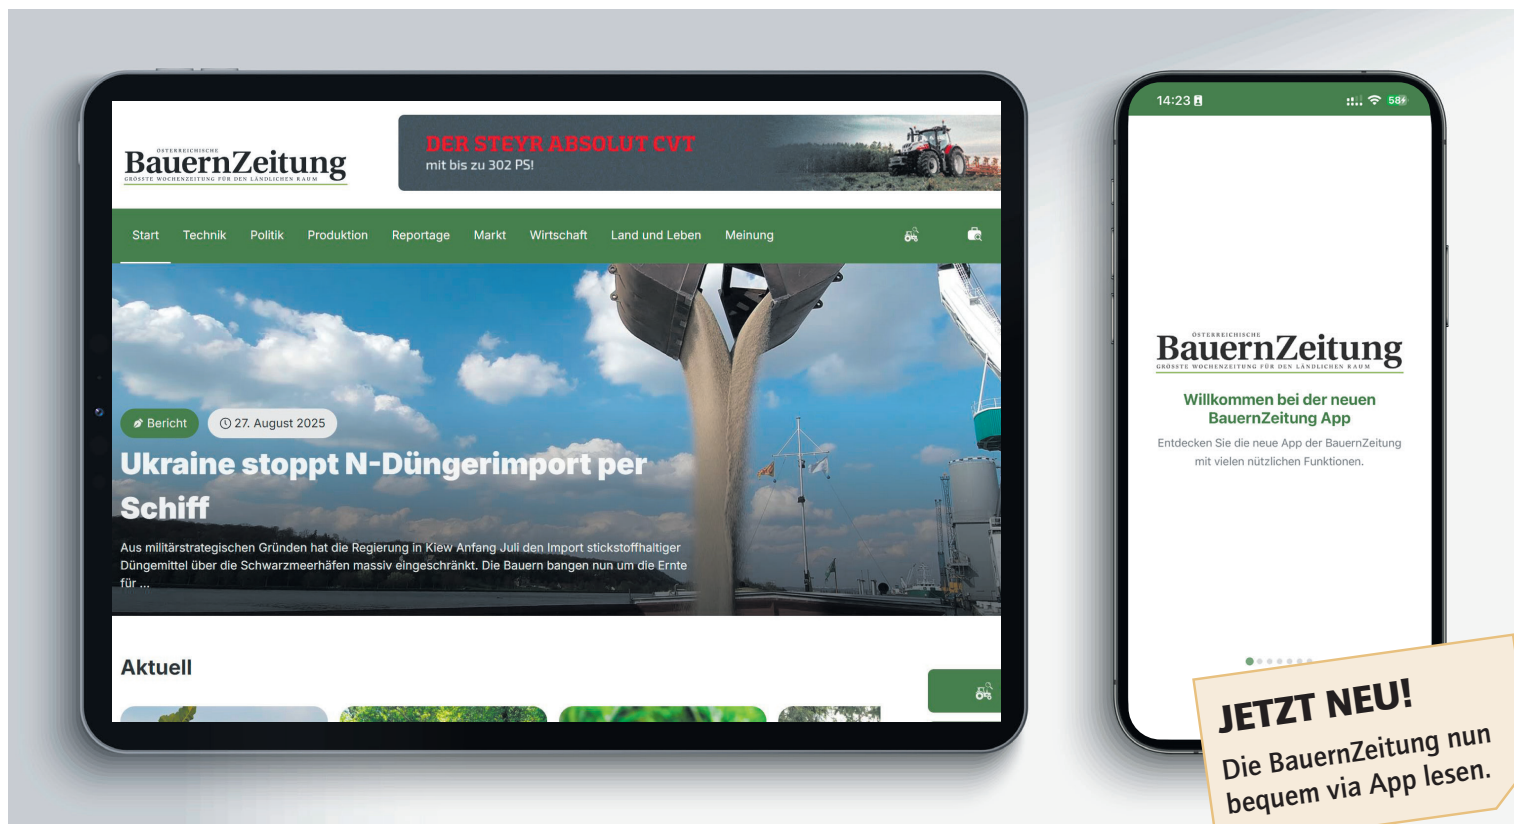 ÖSTERREICHISCHE
BauernZeitung
GRÖSSTE WOCHENZEITUNG FÜR DEN LÄNDLICHEN RAUM
DER STEYR ABSOLUT CVT
mit bis zu 302 PS!
Start Technik Politik Produktion Reportage Markt Wirtschaft Land und Leben Meinung
Bericht 27. August 2025
Ukraine stoppt N-Düngerimport per
Schiff
Aus militärstrategischen Gründen hat die Regierung in Kiew Anfang Juli den Import stickstoffhaltiger
Düngemittel über die Schwarzmeerhäfen massiv eingeschränkt. Die Bauern bangen nun um die Ernte
für ...
Aktuell
14:23 58
ÖSTERREICHISCHE
BauernZeitung
GRÖSSTE WOCHENZEITUNG FÜR DEN LÄNDLICHEN RAUM
Willkommen bei der neuen
BauernZeitung App
Entdecken Sie die neue App der BauernZeitung
mit vielen nützlichen Funktionen.
JETZT NEU!
Die BauernZeitung nun
bequem via App lesen.